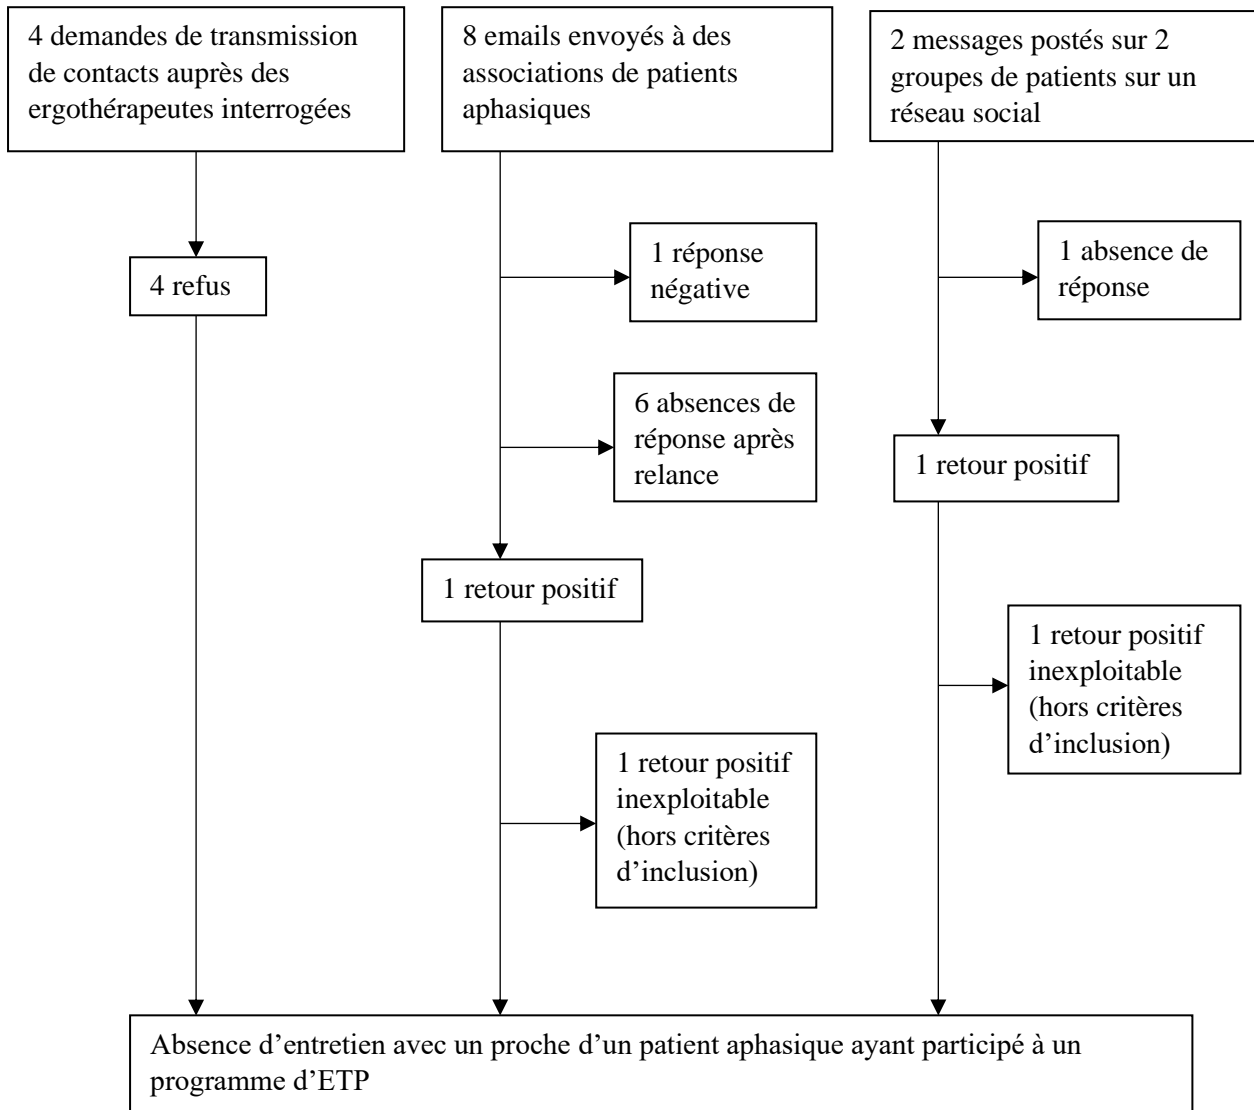 4 demandes de transmission
de contacts auprès des
ergothérapeutes interrogées
8 emails envoyés à des
associations de patients
aphasiques
2 messages postés sur 2
groupes de patients sur un
réseau social
4 refus
1 réponse
négative
1 absence de
réponse
6 absences de
réponse après
relance
1 retour positif
1 retour positif
1 retour positif
inexploitable
(hors critères
d’inclusion)
1 retour positif
inexploitable
(hors critères
d’inclusion)
Absence d’entretien avec un proche d’un patient aphasique ayant participé à un
programme d’ETP